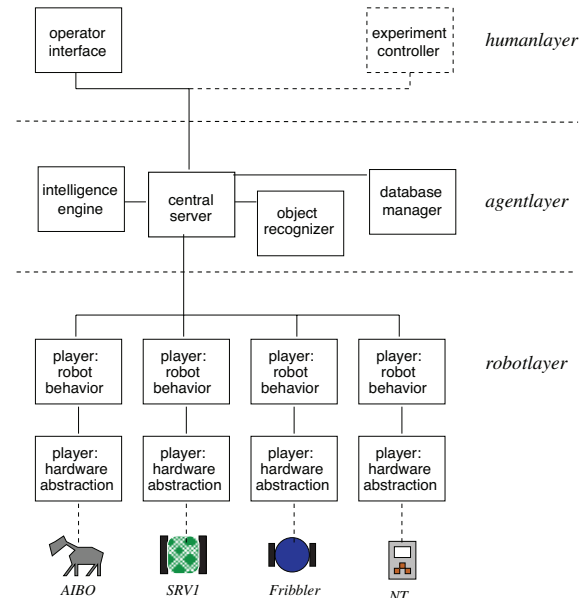 operator
interface
experiment
controller
humanlayer
intelligence
engine
central
server
object
recognizer
database
manager
agentlayer
player:
robot
behavior
player:
robot
behavior
player:
robot
behavior
player:
robot
behavior
robotlayer
player:
hardware
abstraction
player:
hardware
abstraction
player:
hardware
abstraction
player:
hardware
abstraction
AIBO
SRV1
Fribbler
NT